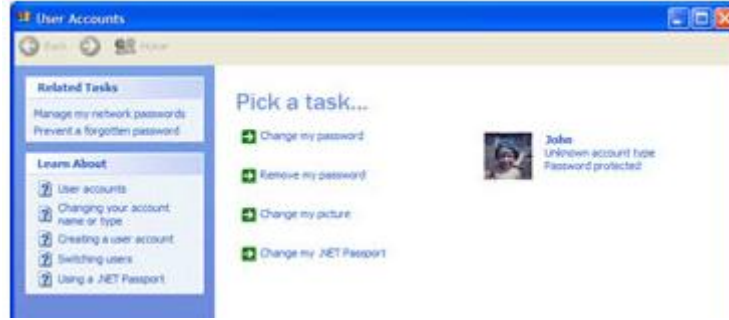 User Accounts
Back
Home
Related Tasks
Manage my network passwords
Prevent a forgotten password
Learn About
User accounts
Changing your account
name or type
Creating a user account
Switching users
Using a .NET Passport
Pick a task...
Change my password
Remove my password
Change my picture
Change my .NET Passport
John
Unknown account type
Password protected